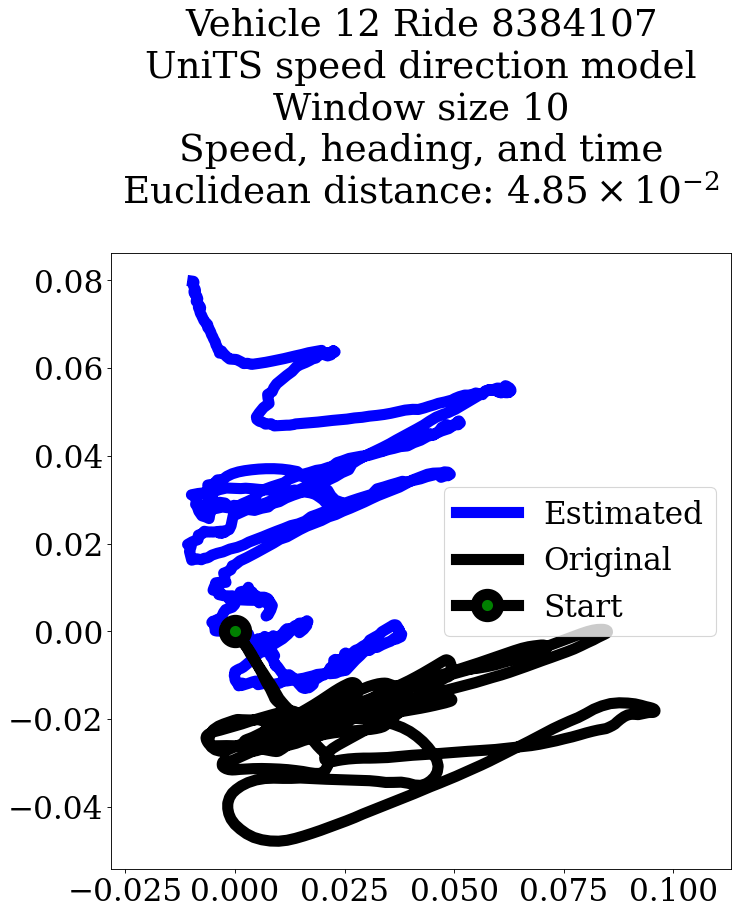 Vehicle 12 Ride 8384107
UniTS speed direction model
Window size 10
Speed, heading, and time
Euclidean distance: 4.85 × 10⁻²
0.08
0.06
0.04
0.02
0.00
−0.02
−0.04
Estimated
Original
Start
−0.025 0.000 0.025 0.050 0.075 0.100